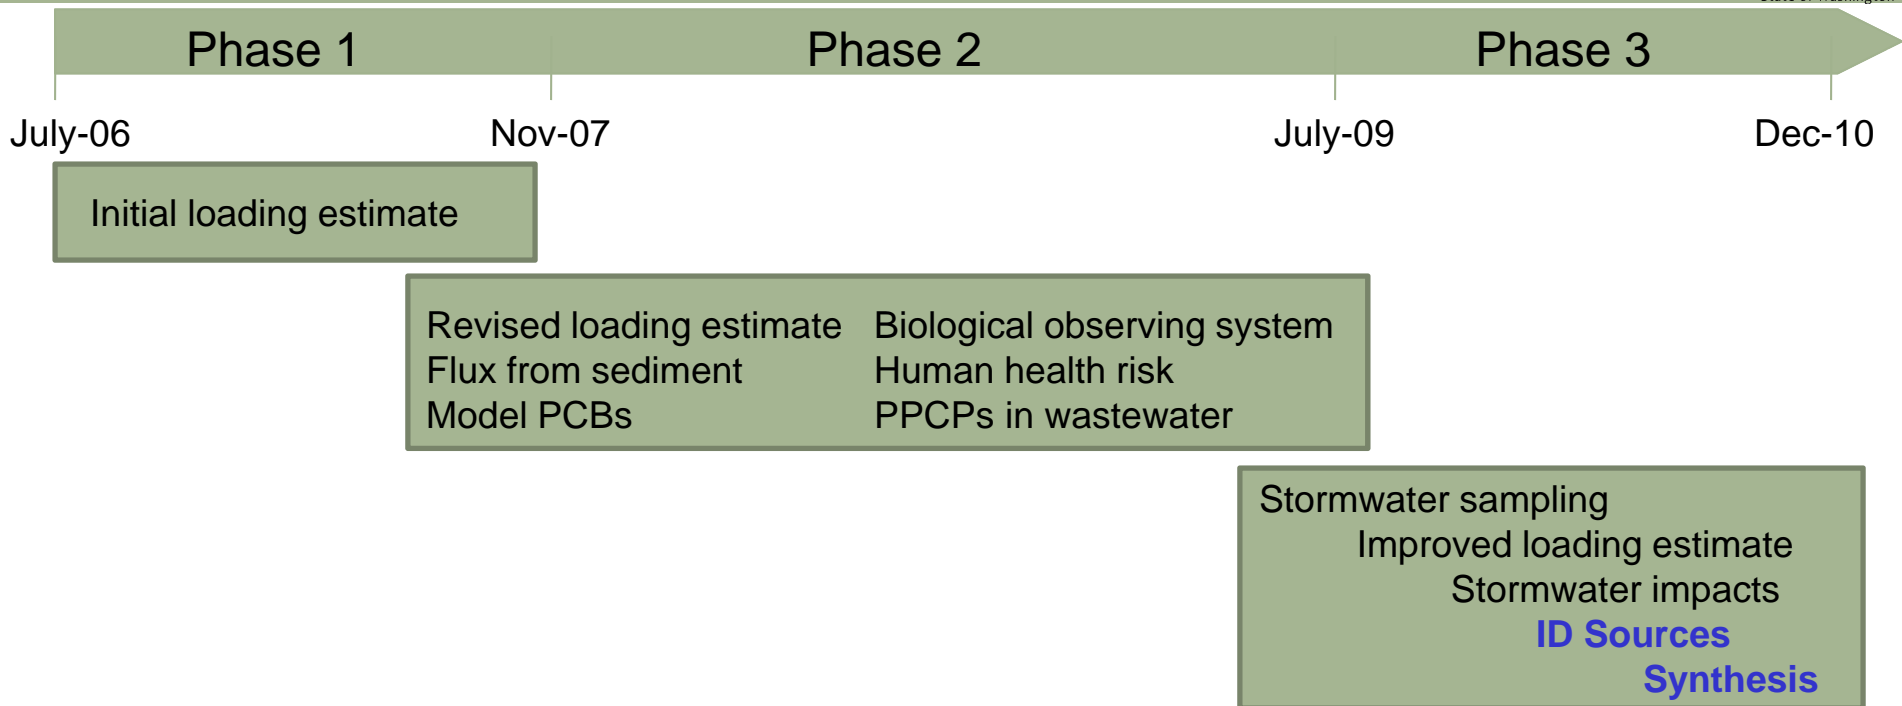 Phase 1
Phase 2
Phase 3
July-06
Nov-07
July-09
Dec-10
Initial loading estimate
Revised loading estimate
Flux from sediment
Model PCBs
Biological observing system
Human health risk
PPCPs in wastewater
Stormwater sampling
Improved loading estimate
Stormwater impacts
ID Sources
Synthesis